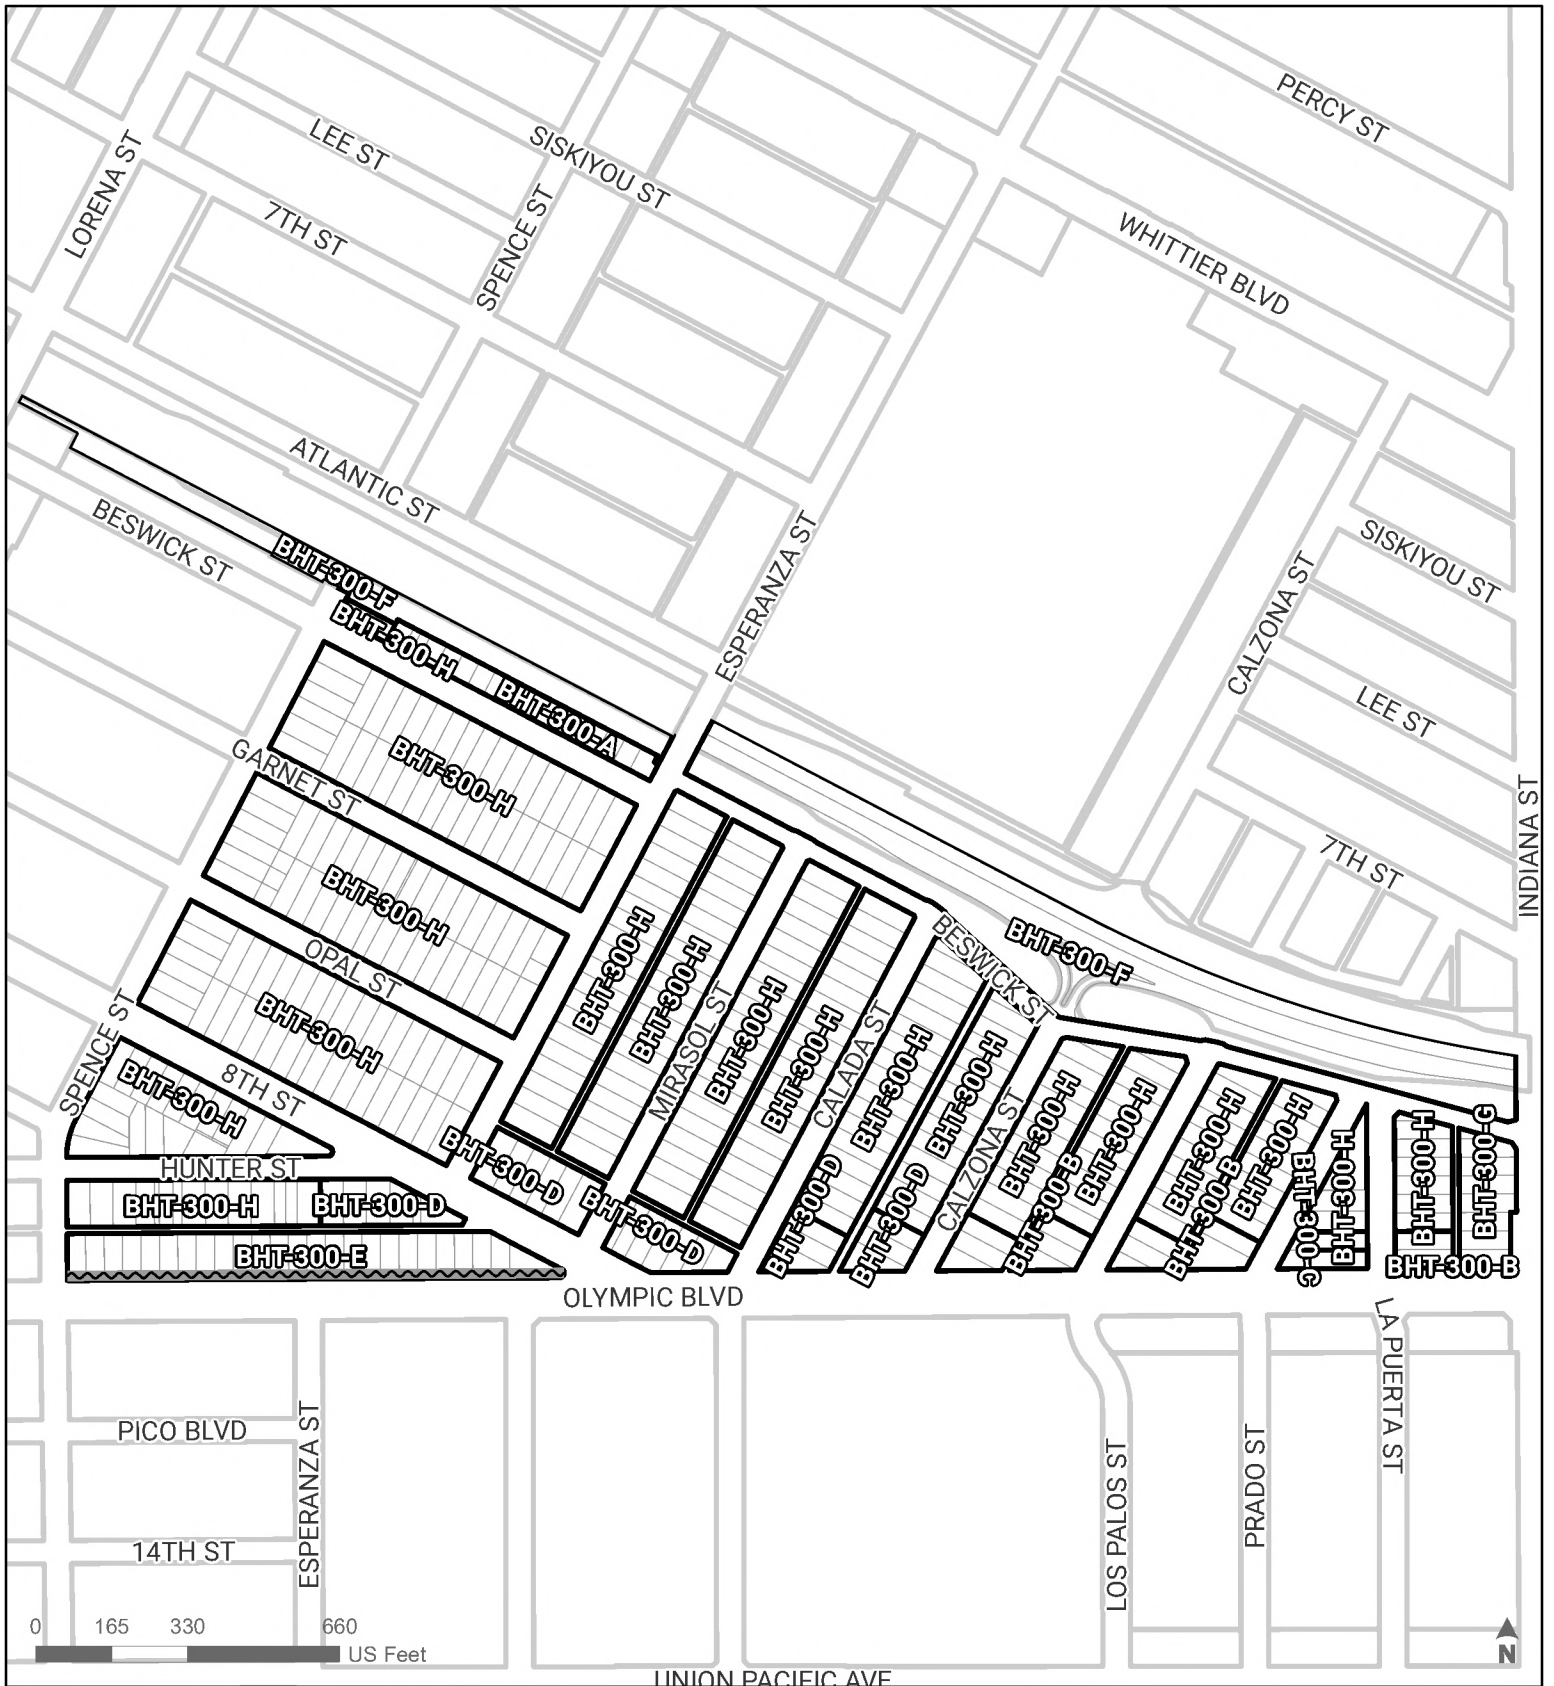 PERCY ST
LEE ST
SISKIYOU ST
LORENA ST
7TH ST
SPENCE ST
WHITTIER BLVD
ATLANTIC ST
BESWICK ST
SISKIYOU ST
ESPERANZA ST
CALZONA ST
BHT-300-F
BHT-300-H
BHT-300-A
LEE ST
GARNET ST
BHT-300-H
7TH ST
INDIANA ST
BHT-300-H
BHT-300-H
BHT-300-H
BESWICK ST
BHT-300-F
OPAL ST
BHT-300-H
MIRASOL ST
BHT-300-H
BHT-300-H
CALADA ST
BHT-300-H
BHT-300-H
SPENCE ST
8TH ST
BHT-300-H
CALZONA ST
BHT-300-H
BHT-300-H
BHT-300-H
BHT-300-H
BHT-300-H
BHT-300-H
BHT-300-G
BHT-300-D
HUNTER ST
BHT-300-H
BHT-300-D
BHT-300-D
BHT-300-D
BHT-300-D
BHT-300-B
BHT-300-B
BHT-300-C
BHT-300-E
BHT-300-B
OLYMPIC BLVD
LA PUERTA ST
PICO BLVD
ESPERANZA ST
LOS PALOS ST
PRADO ST
14TH ST
0 165 330 660
US Feet
N
UNION PACIFIC AVE